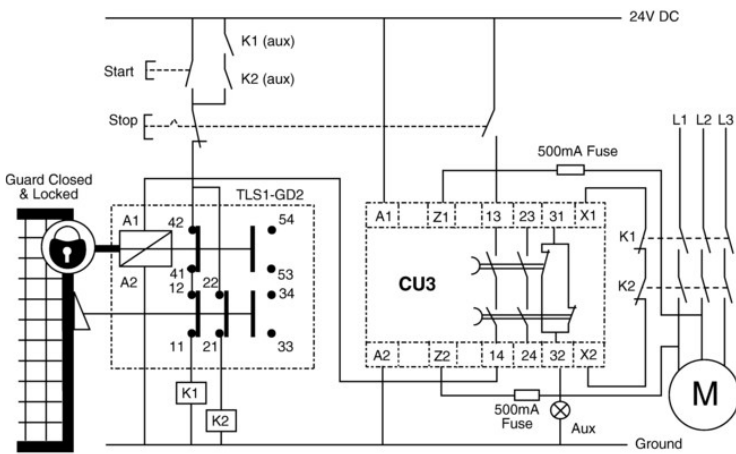 24V DC
K1 (aux)
Start
K2 (aux)
Stop
L1 L2 L3
500mA Fuse
Guard Closed
& Locked
TLS1-GD2
A1 42 54
A1 Z1 13 23 31 X1
K1
41 53
A2 12 22 34
CU3
K2
11 21 33
A2 Z2 14 24 32 X2
K1
M
500mA
Fuse
K2
Aux
Ground